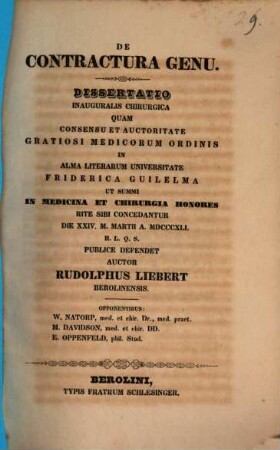 29.
DE
CONTRACTURA GENU.
DISSERTATIO
INAUGURALIS CHIRURGICA
QUAM
CONSENSU ET AUCTORITATE
GRATIOSI MEDICORUM ORDINIS
IN
ALMA LITERARUM UNIVERSITATE
FRIDERICA GUILELMA
UT SUMMI
IN MEDICINA ET CHIRURGIA HONORES
RITE SIBI CONCEDANTUR
DIE XXIV. M. MARTII A. MDCCCXLI.
H. L. Q. S.
PUBLICE DEFENDET
AUCTOR
RUDOLPHUS LIEBERT
BEROLINENSIS.
OPPONENTIBUS:
W. NATORP, med. et chir. Dr., med. pract.
M. DAVIDSON, med. et chir. DD.
E. OPPENFELD, phil. Stud.
BEROLINI,
TYPIS FRATRUM SCHLESINGER.